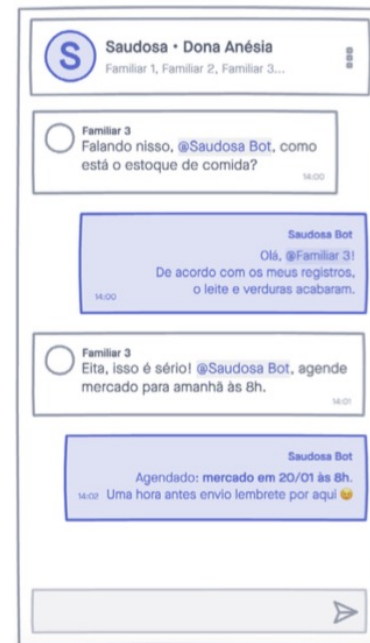 S
Saudosa • Dona Anésia
Familiar 1, Familiar 2, Familiar 3...
Familiar 3
Falando nisso, @Saudosa Bot, como
está o estoque de comida?
14:00
Saudosa Bot
Olá, @Familiar 3!
De acordo com os meus registros,
o leite e verduras acabaram.
14:00
Familiar 3
Eita, isso é sério! @Saudosa Bot, agende
mercado para amanhã às 8h.
14:01
Saudosa Bot
Agendado: mercado em 20/01 às 8h.
14:02 Uma hora antes envio lembrete por aqui 😉